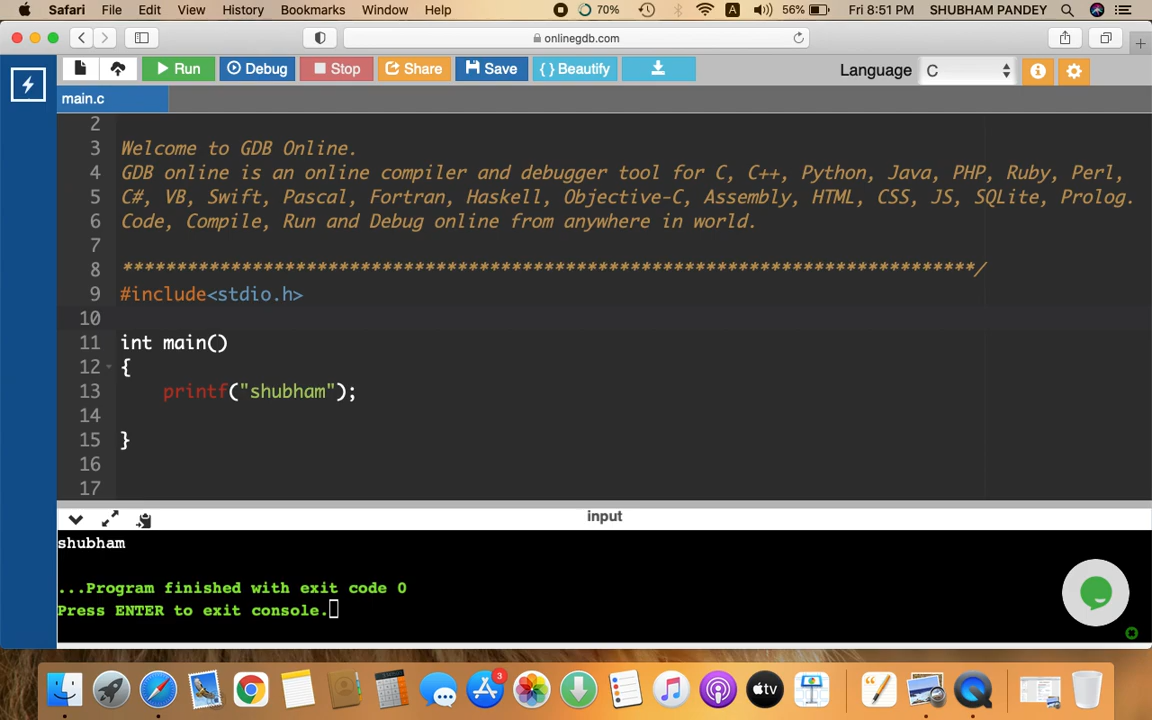 Safari File Edit View History Bookmarks Window Help 70% A 56% Fri 8:51 PM SHUBHAM PANDEY
onlinegdb.com
Run Debug Stop Share Save { } Beautify Language C
main.c
2
3 Welcome to GDB Online.
4 GDB online is an online compiler and debugger tool for C, C++, Python, Java, PHP, Ruby, Perl,
5 C#, VB, Swift, Pascal, Fortran, Haskell, Objective-C, Assembly, HTML, CSS, JS, SQLite, Prolog.
6 Code, Compile, Run and Debug online from anywhere in world.
7
8 *******************************************************************************/
9 #include<stdio.h>
10
11 int main()
12 {
13 printf("shubham");
14
15 }
16
17
input
shubham
...Program finished with exit code 0
Press ENTER to exit console.
3
tv